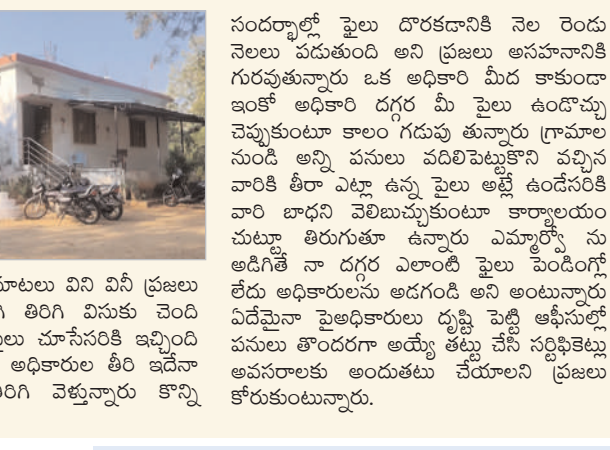 మాటలు విని వినీ ప్రజలు
తిరిగి విసుకు చెంది
చూసేసరికి ఇచ్చింది
అధికారుల తీరి ఇదేనా
వెళ్తున్నారు కొన్ని
సందర్భాల్లో ఫైలు దొరకడానికి నెల రెండు
నెలలు పడుతుంది అని ప్రజలు అసహనానికి
గురవుతున్నారు ఒక అధికారి మీద కాకుండా
ఇంకో అధికారి దగ్గర మీ పైలు ఉండొచ్చు
చెప్పుకుంటూ కాలం గడుపు తున్నారు గ్రామాల
నుండి అన్ని పనులు వదిలిపెట్టుకొని వచ్చిన
వారికి తీరా ఎట్లా ఉన్న పైలు అట్లే ఉండేసరికి
వారి బాధని వెలిబుచ్చుకుంటూ కార్యాలయం
చుట్టూ తిరుగుతూ ఉన్నారు ఎమ్మార్వో ను
అడిగితే నా దగ్గర ఎలాంటి ఫైలు పెండింగ్లో
లేదు అధికారులను అడగండి అని అంటున్నారు
ఏదేమైనా పైఅధికారులు దృష్టి పెట్టి ఆఫీసుల్లో
పనులు తొందరగా అయ్యే తట్టు చేసి సర్టిఫికెట్లు
అవసరాలకు అందుతటు చేయాలని ప్రజలు
కోరుకుంటున్నారు.